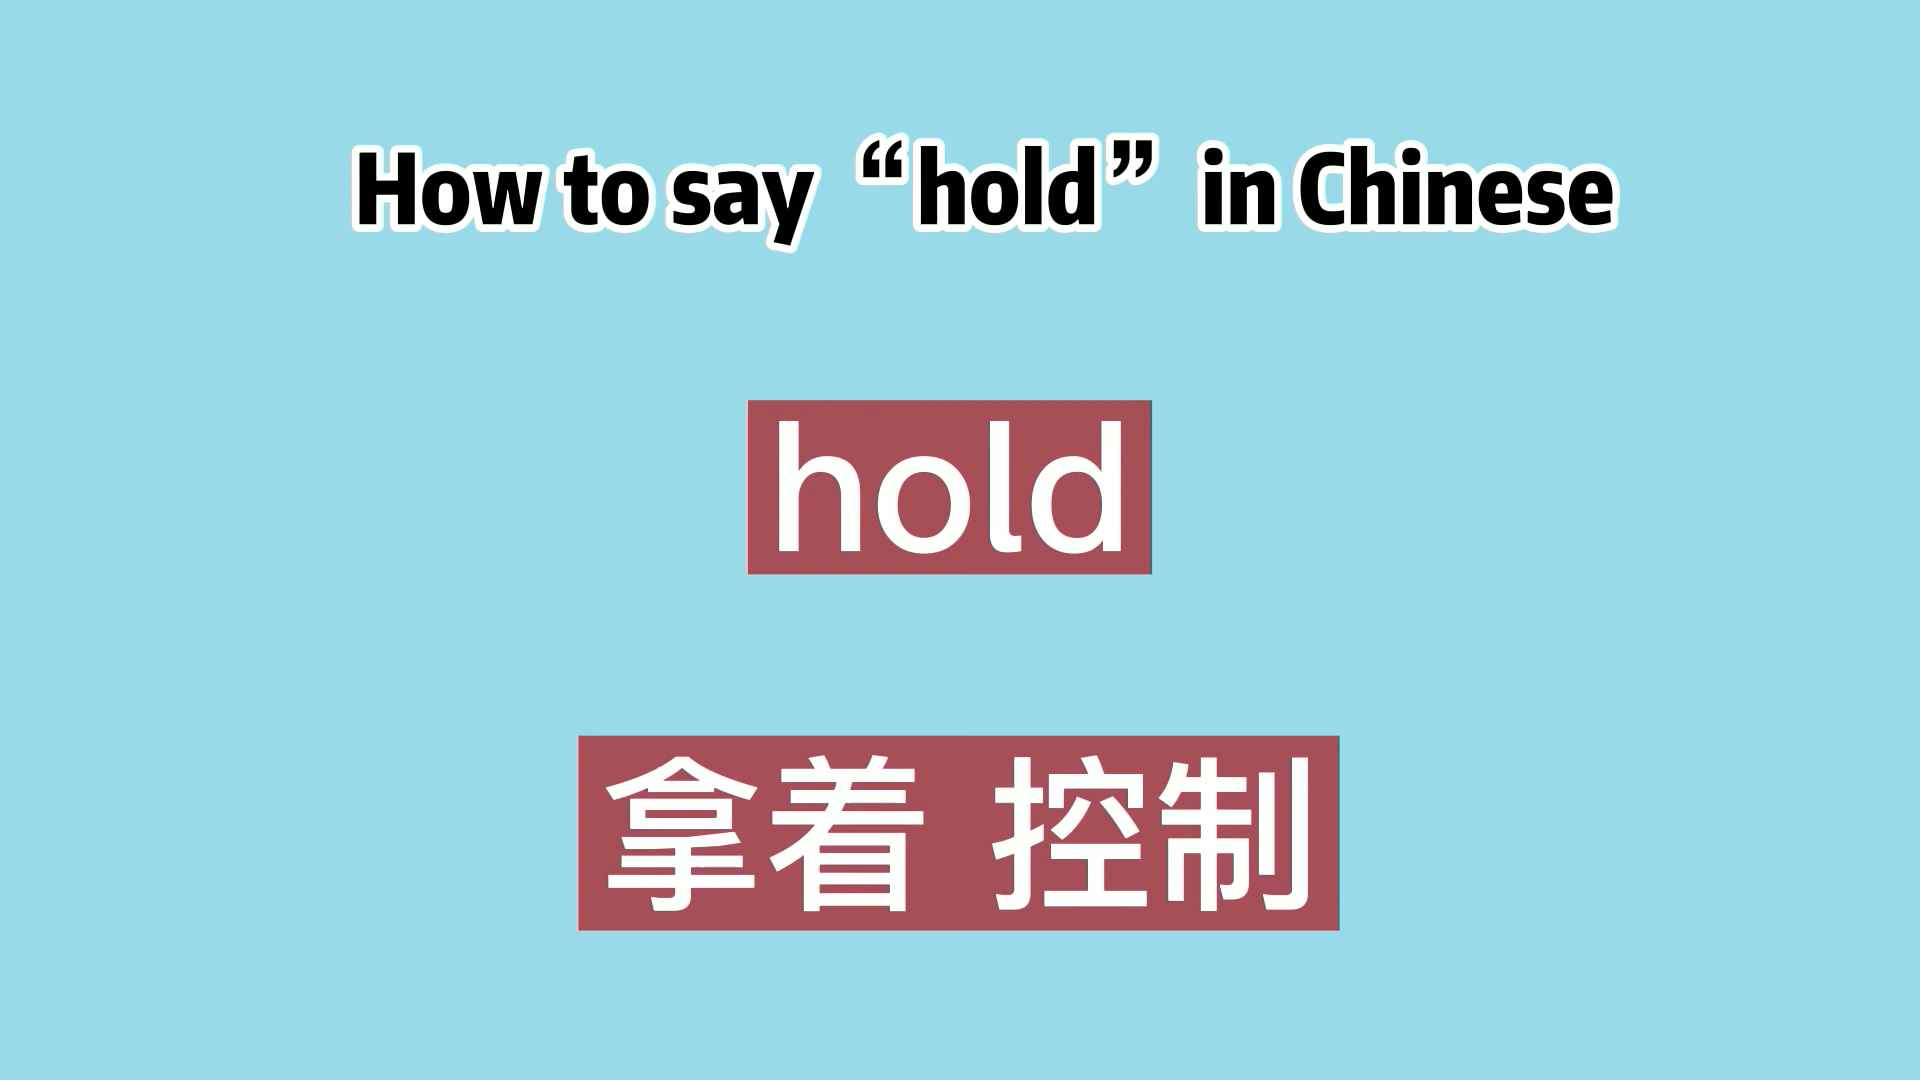 How to say “hold” in Chinese
hold
拿着 控制